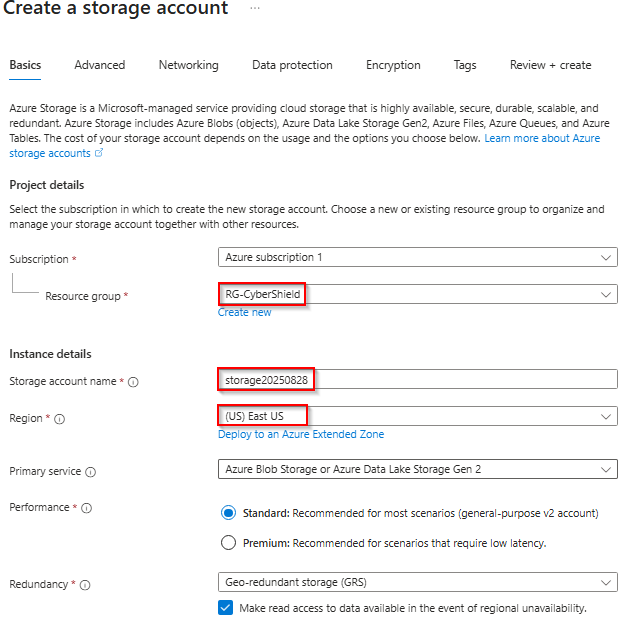 Create a storage account ...
Basics Advanced Networking Data protection Encryption Tags Review + create
Azure Storage is a Microsoft-managed service providing cloud storage that is highly available, secure, durable, scalable, and
redundant. Azure Storage includes Azure Blobs (objects), Azure Data Lake Storage Gen2, Azure Files, Azure Queues, and Azure
Tables. The cost of your storage account depends on the usage and the options you choose below. Learn more about Azure
storage accounts
Project details
Select the subscription in which to create the new storage account. Choose a new or existing resource group to organize and
manage your storage account together with other resources.
Subscription * Azure subscription 1
Resource group * RG-CyberShield
Create new
Instance details
Storage account name * storage20250828
Region * (US) East US
Deploy to an Azure Extended Zone
Primary service Azure Blob Storage or Azure Data Lake Storage Gen 2
Performance * Standard: Recommended for most scenarios (general-purpose v2 account)
Premium: Recommended for scenarios that require low latency.
Redundancy * Geo-redundant storage (GRS)
Make read access to data available in the event of regional unavailability.